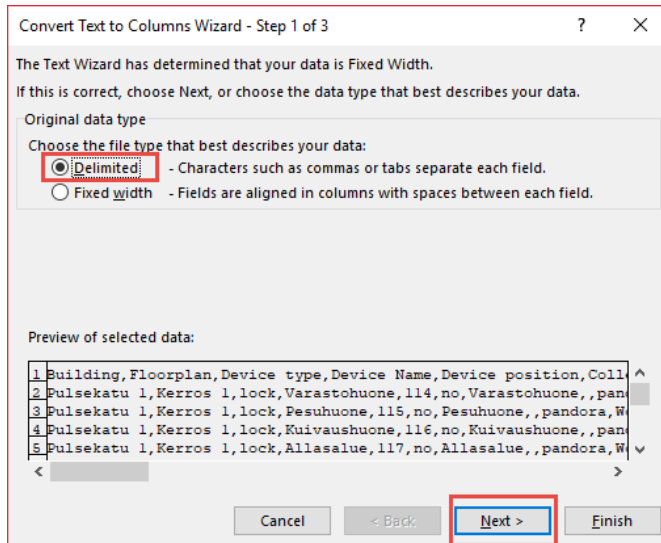 Convert Text to Columns Wizard - Step 1 of 3 ?
The Text Wizard has determined that your data is Fixed Width.
If this is correct, choose Next, or choose the data type that best describes your data.
Original data type
Choose the file type that best describes your data:
Delimited - Characters such as commas or tabs separate each field.
Fixed width - Fields are aligned in columns with spaces between each field.
Preview of selected data:
1 Building,Floorplan,Device type,Device Name,Device position,Coll
2 Pulsekatu 1,Kerros 1,lock,Varastohuone,114,no,Varastohuone,,pan
3 Pulsekatu 1,Kerros 1,lock,Pesuhuone,115,no,Pesuhuone,,pandora,W
4 Pulsekatu 1,Kerros 1,lock,Kuivaushuone,116,no,Kuivaushuone,,pan
5 Pulsekatu 1,Kerros 1,lock,Allasalue,117,no,Allasalue,,pandora,W
Cancel < Back Next > Finish